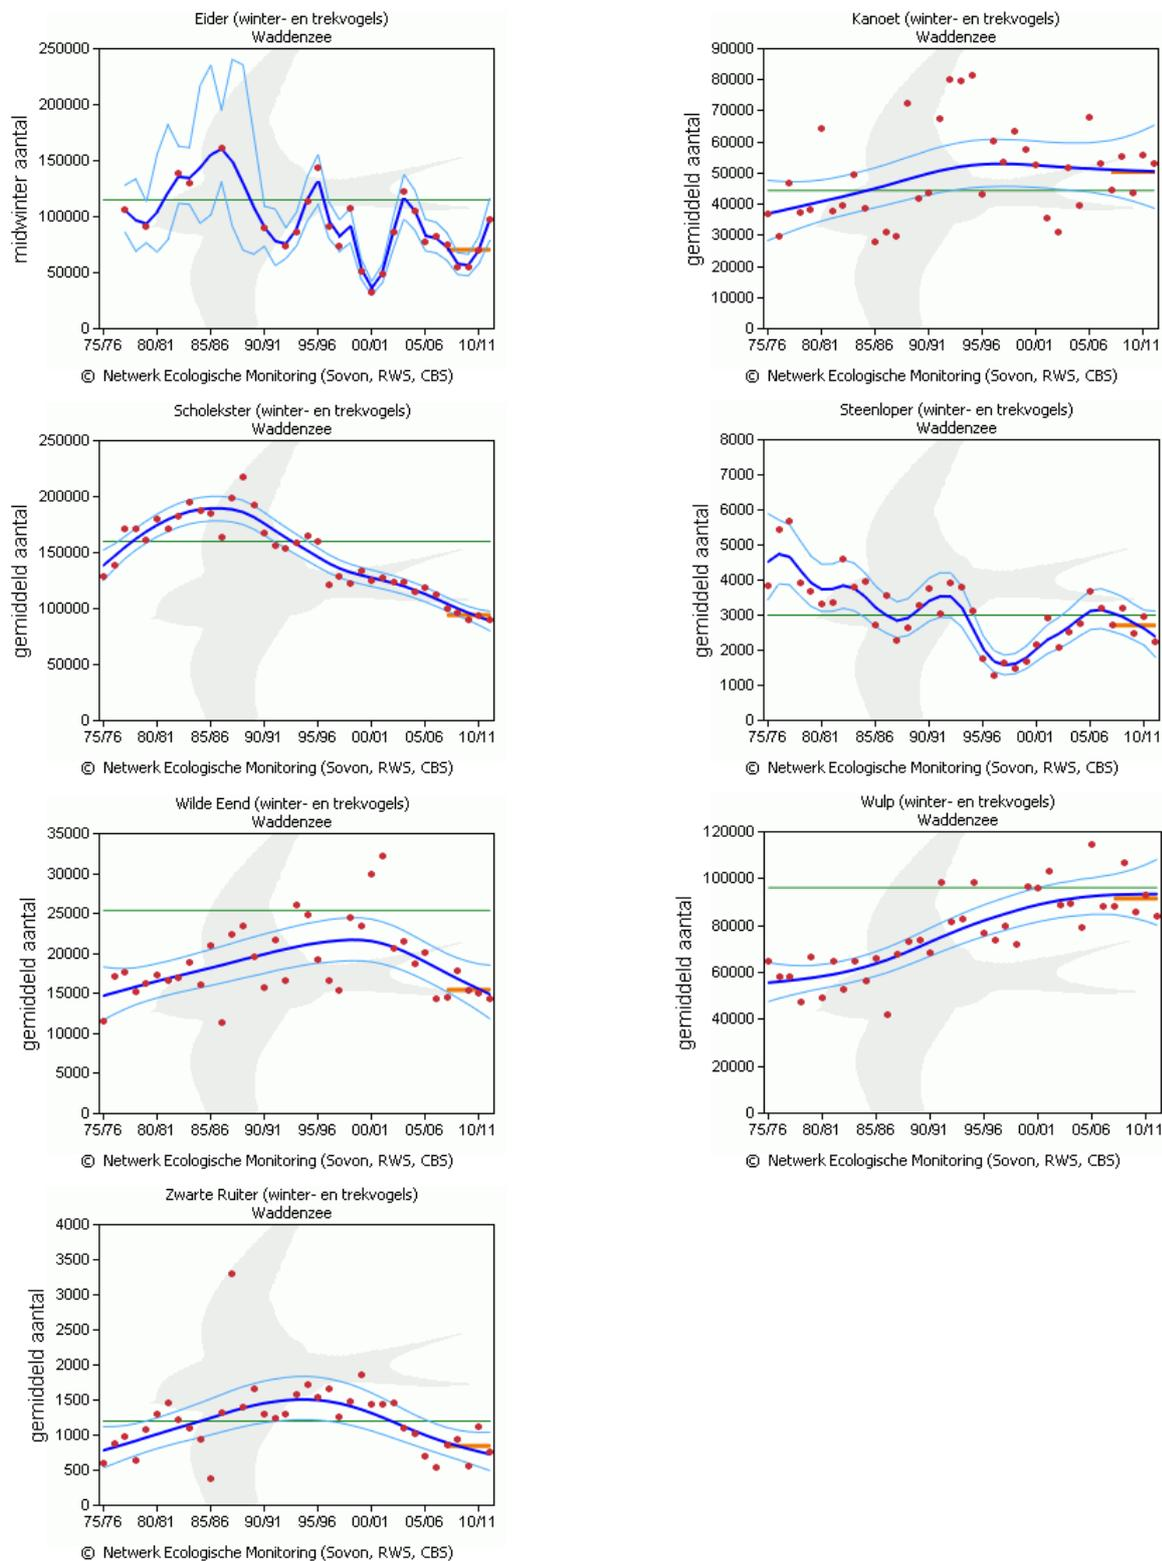 Eider (winter- en trekvogels)
Waddenzee
midwinter aantal
250000
200000
150000
100000
50000
0
75/76 80/81 85/86 90/91 95/96 00/01 05/06 10/11
© Netwerk Ecologische Monitoring (Sovon, RWS, CBS)
Kanoet (winter- en trekvogels)
Waddenzee
gemiddeld aantal
90000
80000
70000
60000
50000
40000
30000
20000
10000
0
75/76 80/81 85/86 90/91 95/96 00/01 05/06 10/11
© Netwerk Ecologische Monitoring (Sovon, RWS, CBS)
Scholekster (winter- en trekvogels)
Waddenzee
gemiddeld aantal
250000
200000
150000
100000
50000
0
75/76 80/81 85/86 90/91 95/96 00/01 05/06 10/11
© Netwerk Ecologische Monitoring (Sovon, RWS, CBS)
Steenloper (winter- en trekvogels)
Waddenzee
gemiddeld aantal
8000
7000
6000
5000
4000
3000
2000
1000
0
75/76 80/81 85/86 90/91 95/96 00/01 05/06 10/11
© Netwerk Ecologische Monitoring (Sovon, RWS, CBS)
Wilde Eend (winter- en trekvogels)
Waddenzee
gemiddeld aantal
35000
30000
25000
20000
15000
10000
5000
0
75/76 80/81 85/86 90/91 95/96 00/01 05/06 10/11
© Netwerk Ecologische Monitoring (Sovon, RWS, CBS)
Wulp (winter- en trekvogels)
Waddenzee
gemiddeld aantal
120000
100000
80000
60000
40000
20000
0
75/76 80/81 85/86 90/91 95/96 00/01 05/06 10/11
© Netwerk Ecologische Monitoring (Sovon, RWS, CBS)
Zwarte Ruiter (winter- en trekvogels)
Waddenzee
gemiddeld aantal
4000
3500
3000
2500
2000
1500
1000
500
0
75/76 80/81 85/86 90/91 95/96 00/01 05/06 10/11
© Netwerk Ecologische Monitoring (Sovon, RWS, CBS)